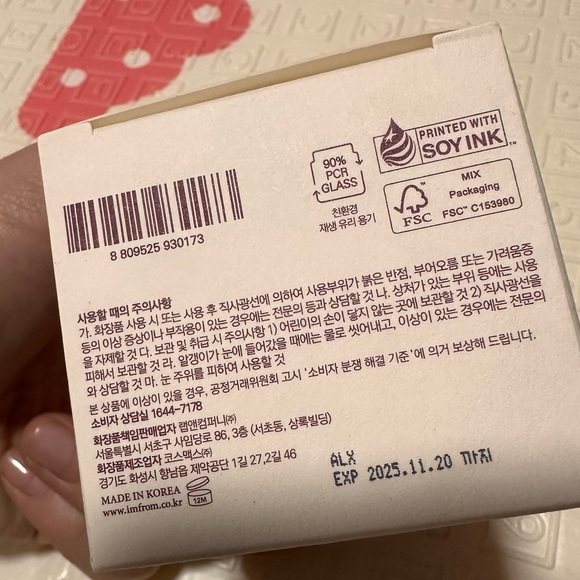 PRINTED WITH
SOY INK™
90%
PCR
GLASS
친환경
재생 유리 용기
MIX
Packaging
FSC™
FSC™ C153980
8 809525 930173
사용할 때의 주의사항
가. 화장품 사용 시 또는 사용 후 직사광선에 의하여 사용부위가 붉은 반점, 부어오름 또는 가려움증
등의 이상 증상이나 부작용이 있는 경우에는 전문의 등과 상담할 것 나. 상처가 있는 부위 등에는 사용
을 자제할 것 다. 보관 및 취급 시 주의사항 1) 어린이의 손이 닿지 않는 곳에 보관할 것 2) 직사광선을
피해서 보관할 것 라. 알갱이가 눈에 들어갔을 때에는 물로 씻어내고, 이상이 있는 경우에는 전문의
와 상담할 것 마. 눈 주위를 피하여 사용할 것
본 상품에 이상이 있을 경우, 공정거래위원회 고시 '소비자 분쟁 해결 기준'에 의거 보상해 드립니다.
소비자 상담실 1644-7178
화장품책임판매업자 랩앤컴퍼니㈜
서울특별시 서초구 사임당로 86, 3층 (서초동, 상록빌딩)
화장품제조업자 코스맥스㈜
경기도 화성시 향남읍 제약공단 1길 27, 2길 46
MADE IN KOREA
www.imfrom.co.kr
12M
ALX
EXP 2025.11.20 까지